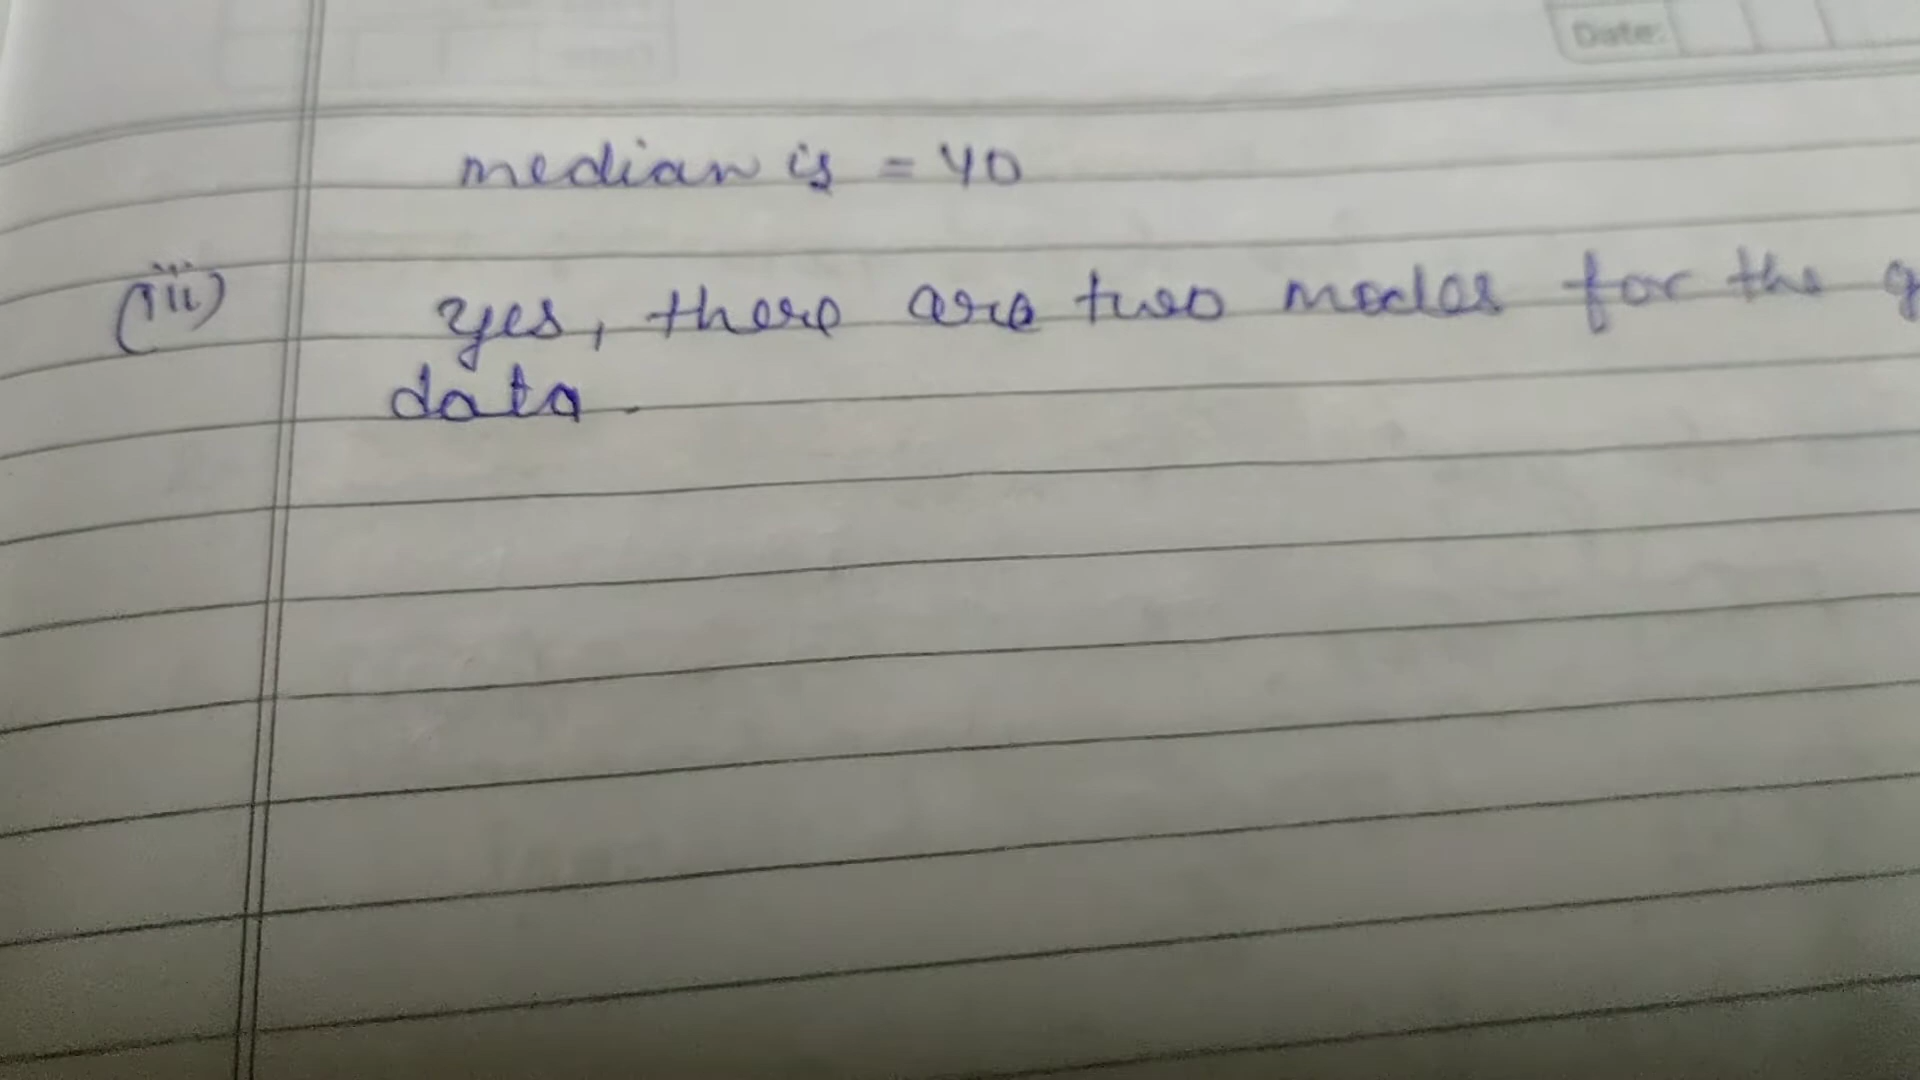 Date:
median is = 40
(iii) yes, there are two modes for the g
data.